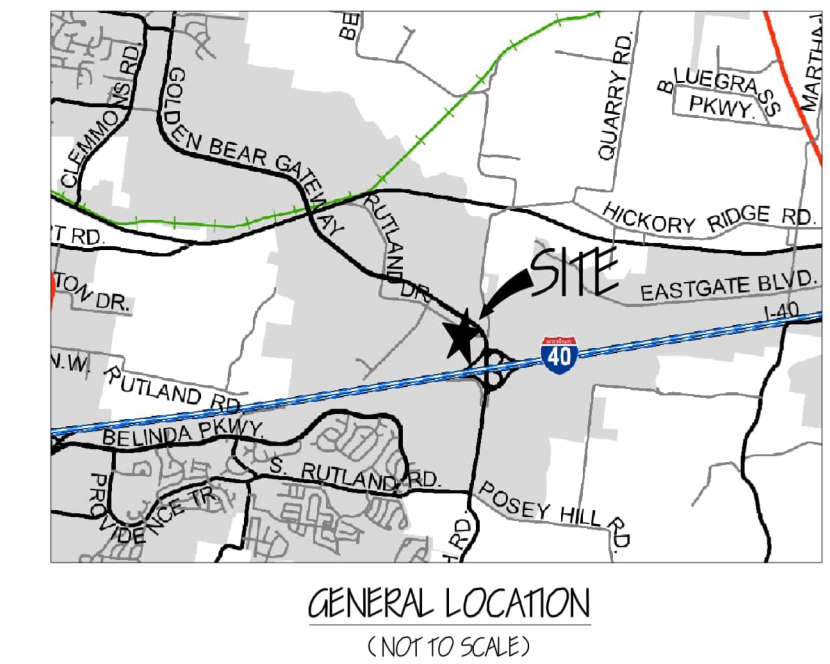 BE
CLEMMONS RD.
GOLDEN BEAR GATEWAY
QUARRY RD.
BLUEGRASS
PKWY.
MARTHA
RUTLAND DR.
HICKORY RIDGE RD.
T RD.
SITE
EASTGATE BLVD.
I-40
TON DR.
40
N.W.
RUTLAND RD.
BELINDA PKWY.
S. RUTLAND RD.
PROVIDENCE TR.
POSEY HILL RD.
H RD.
GENERAL LOCATION
(NOT TO SCALE)